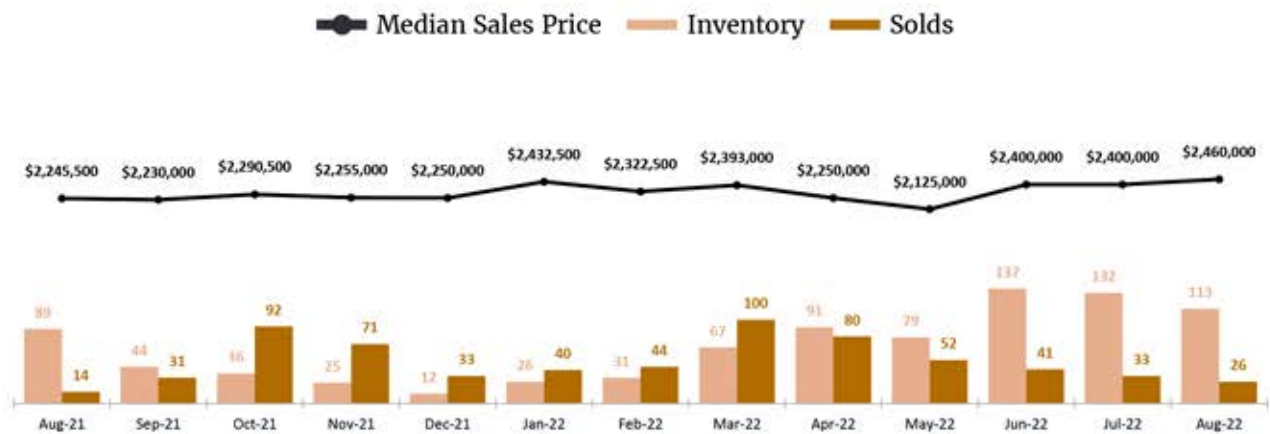 Median Sales Price Inventory Solds
$2,245,500 $2,230,000 $2,290,500 $2,255,000 $2,250,000 $2,432,500 $2,322,500 $2,393,000 $2,250,000 $2,125,000 $2,400,000 $2,400,000 $2,460,000
89 14 44 31 36 92 25 71 12 33 26 40 31 44 67 100 91 80 79 52 137 41 132 33 113 26
Aug-21 Sep-21 Oct-21 Nov-21 Dec-21 Jan-22 Feb-22 Mar-22 Apr-22 May-22 Jun-22 Jul-22 Aug-22